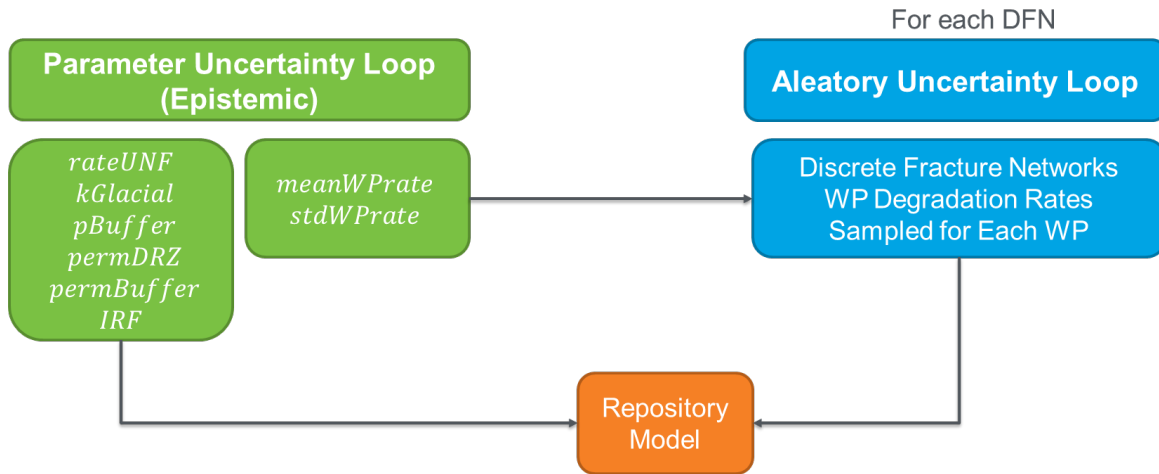 For each DFN
Parameter Uncertainty Loop
(Epistemic)
Aleatory Uncertainty Loop
rateUNF
kGlacial
pBuffer
permDRZ
permBuffer
IRF
meanWPrate
stdWPrate
Discrete Fracture Networks
WP Degradation Rates
Sampled for Each WP
Repository
Model